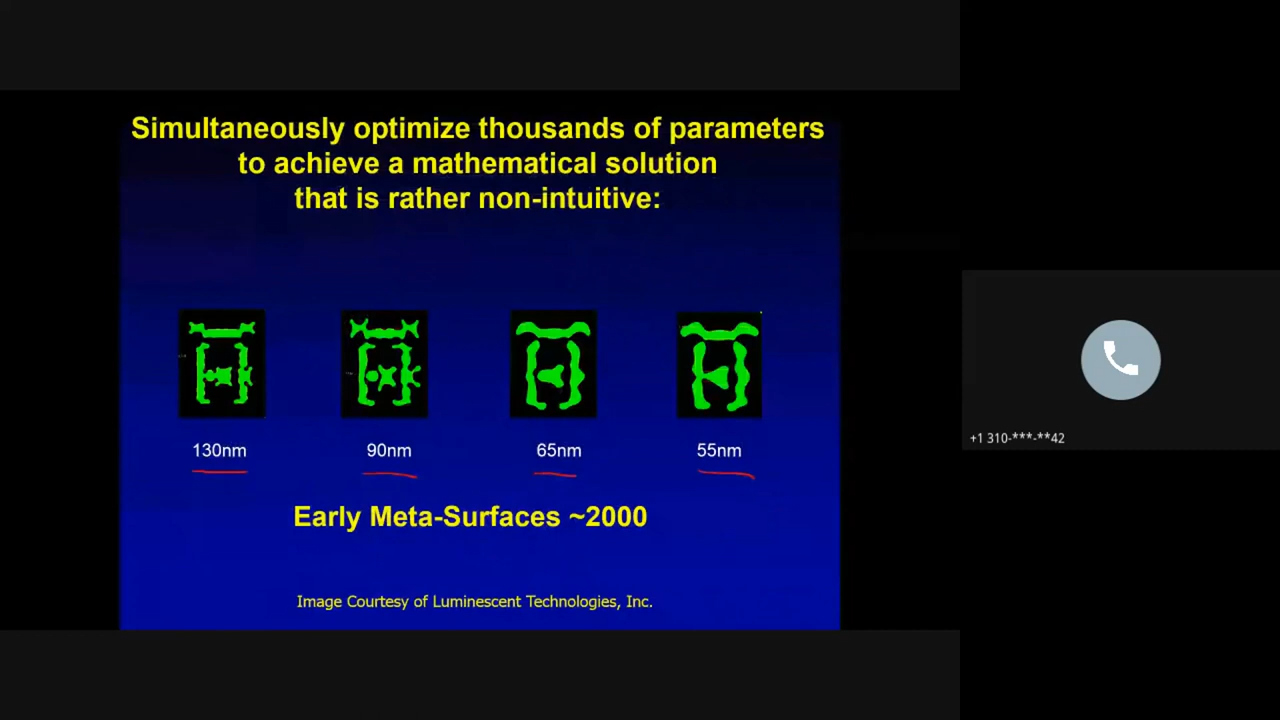 Simultaneously optimize thousands of parameters
to achieve a mathematical solution
that is rather non-intuitive:
130nm
90nm
65nm
55nm
Early Meta-Surfaces ~2000
Image Courtesy of Luminescent Technologies, Inc.
+1 310-***-**42